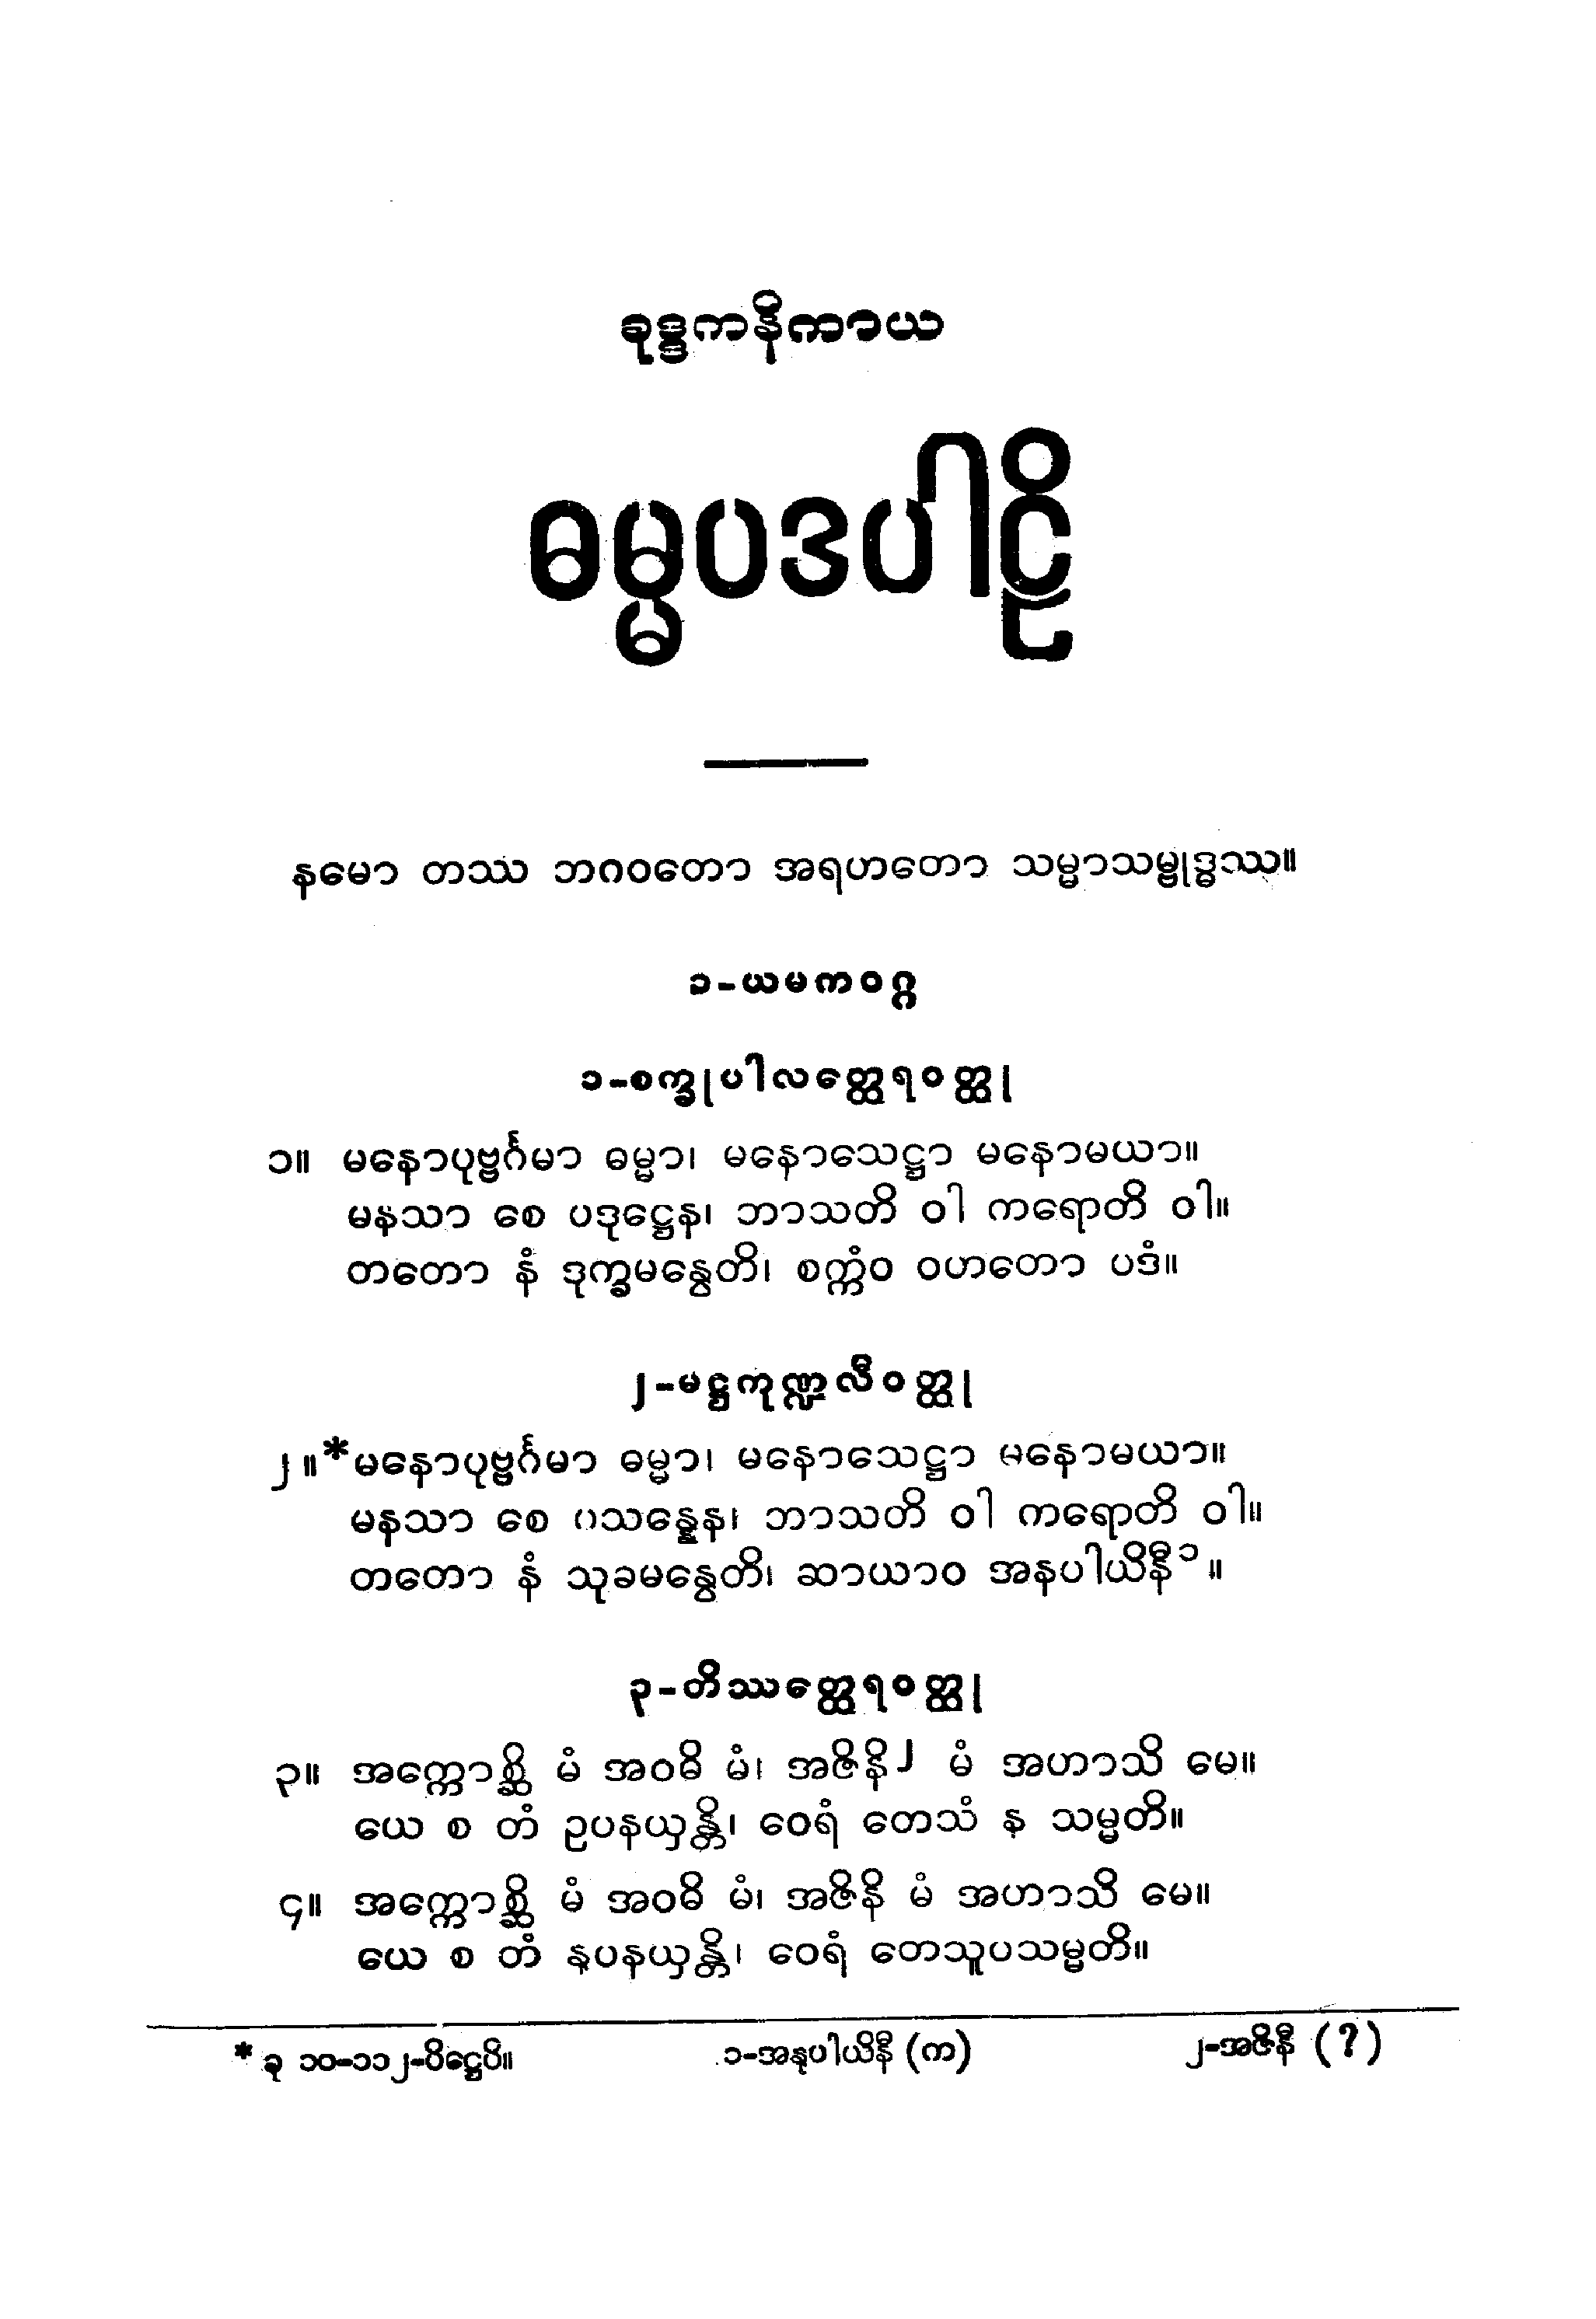 ခုဒ္ဒကနိကာယ
ဓမ္မပဒပါဠိ
နမော တဿ ဘဂဝတော အရဟတော သမ္မာသမ္ဗုဒ္ဓဿ။
၁-ယမကဝဂ္ဂ
၁-စက္ခုပါလတ္ထေရဝတ္ထု
၁။ မနောပုဗ္ဗင်္ဂမာ ဓမ္မာ၊ မနောသေဋ္ဌာ မနောမယာ။
မနသာ စေ ပဒုဋ္ဌေန၊ ဘာသတိ ဝါ ကရောတိ ဝါ။
တတော နံ ဒုက္ခမနွေတိ၊ စက္ကံဝ ဝဟတော ပဒံ။
၂-မဋ္ဌကုဏ္ဍလီဝတ္ထု
၂။*မနောပုဗ္ဗင်္ဂမာ ဓမ္မာ၊ မနောသေဋ္ဌာ မနောမယာ။
မနသာ စေ ပသန္နေန၊ ဘာသတိ ဝါ ကရောတိ ဝါ။
တတော နံ သုခမနွေတိ၊ ဆာယာဝ အနပါယိနီ၁။
၃-တိဿတ္ထေရဝတ္ထု
၃။ အက္ကောစ္ဆိ မံ အဝဓိ မံ၊ အဇိနိ၂ မံ အဟာသိ မေ။
ယေ စ တံ ဥပနယှန္တိ၊ ဝေရံ တေသံ န သမ္မတိ။
၄။ အက္ကောစ္ဆိ မံ အဝဓိ မံ၊ အဇိနိ မံ အဟာသိ မေ။
ယေ စ တံ နုပနယှန္တိ၊ ဝေရံ တေသူပသမ္မတိ။
* ခု ၁၀-၁၁၂-ပိဋ္ဌေပိ။ ၁-အနုပါယိနီ (က) ၂-အဇိနီ (?)